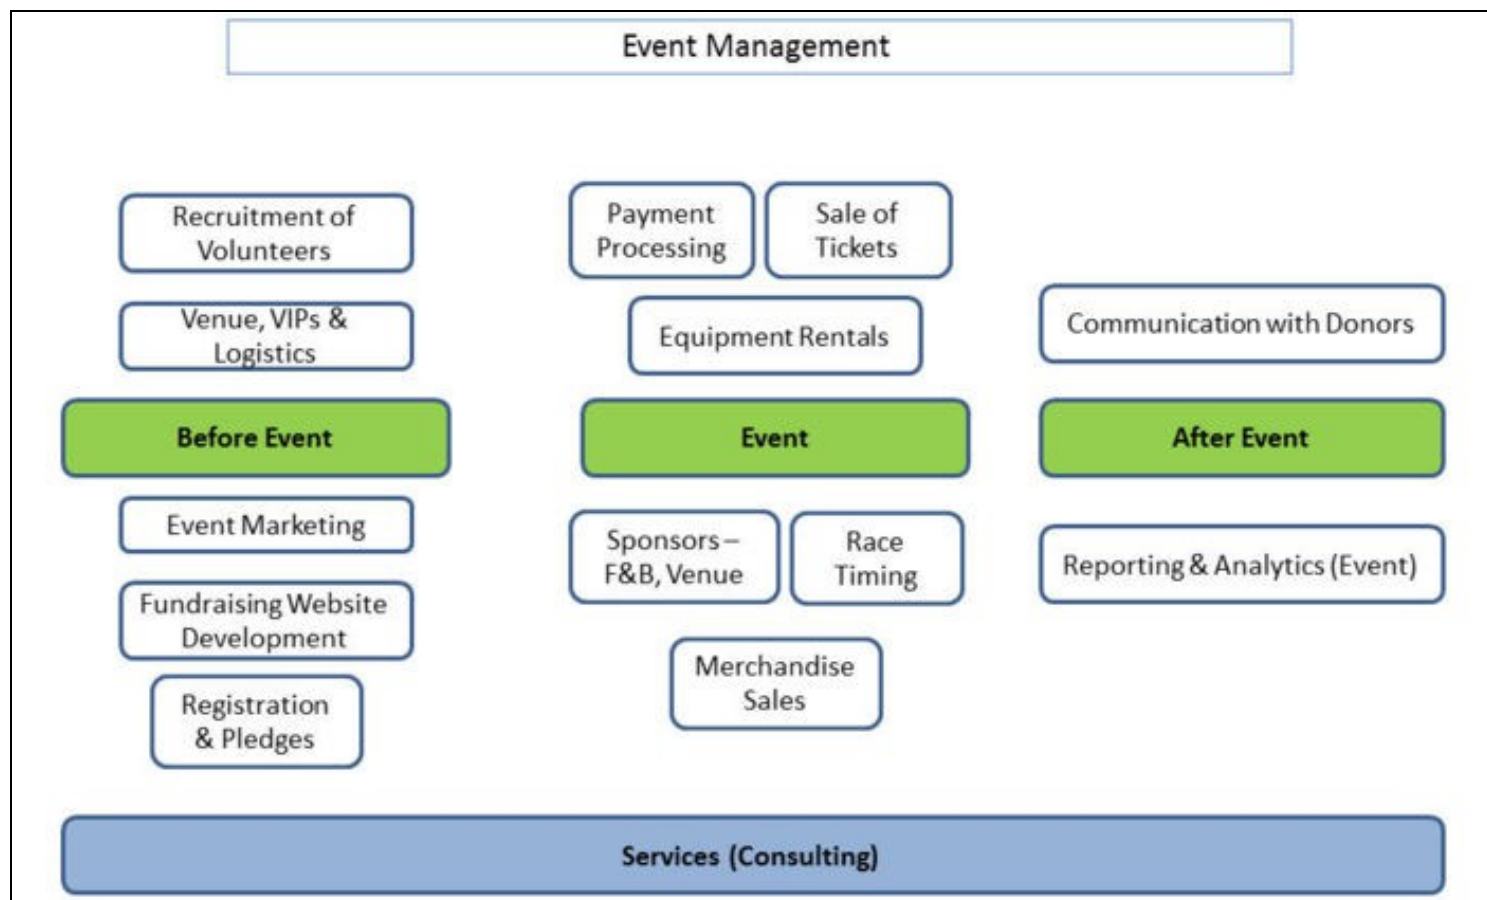 Event Management
Recruitment of
Volunteers
Venue, VIPs &
Logistics
Before Event
Event Marketing
Fundraising Website
Development
Registration
& Pledges
Payment
Processing
Sale of
Tickets
Equipment Rentals
Event
Sponsors –
F&B, Venue
Race
Timing
Merchandise
Sales
Communication with Donors
After Event
Reporting & Analytics (Event)
Services (Consulting)